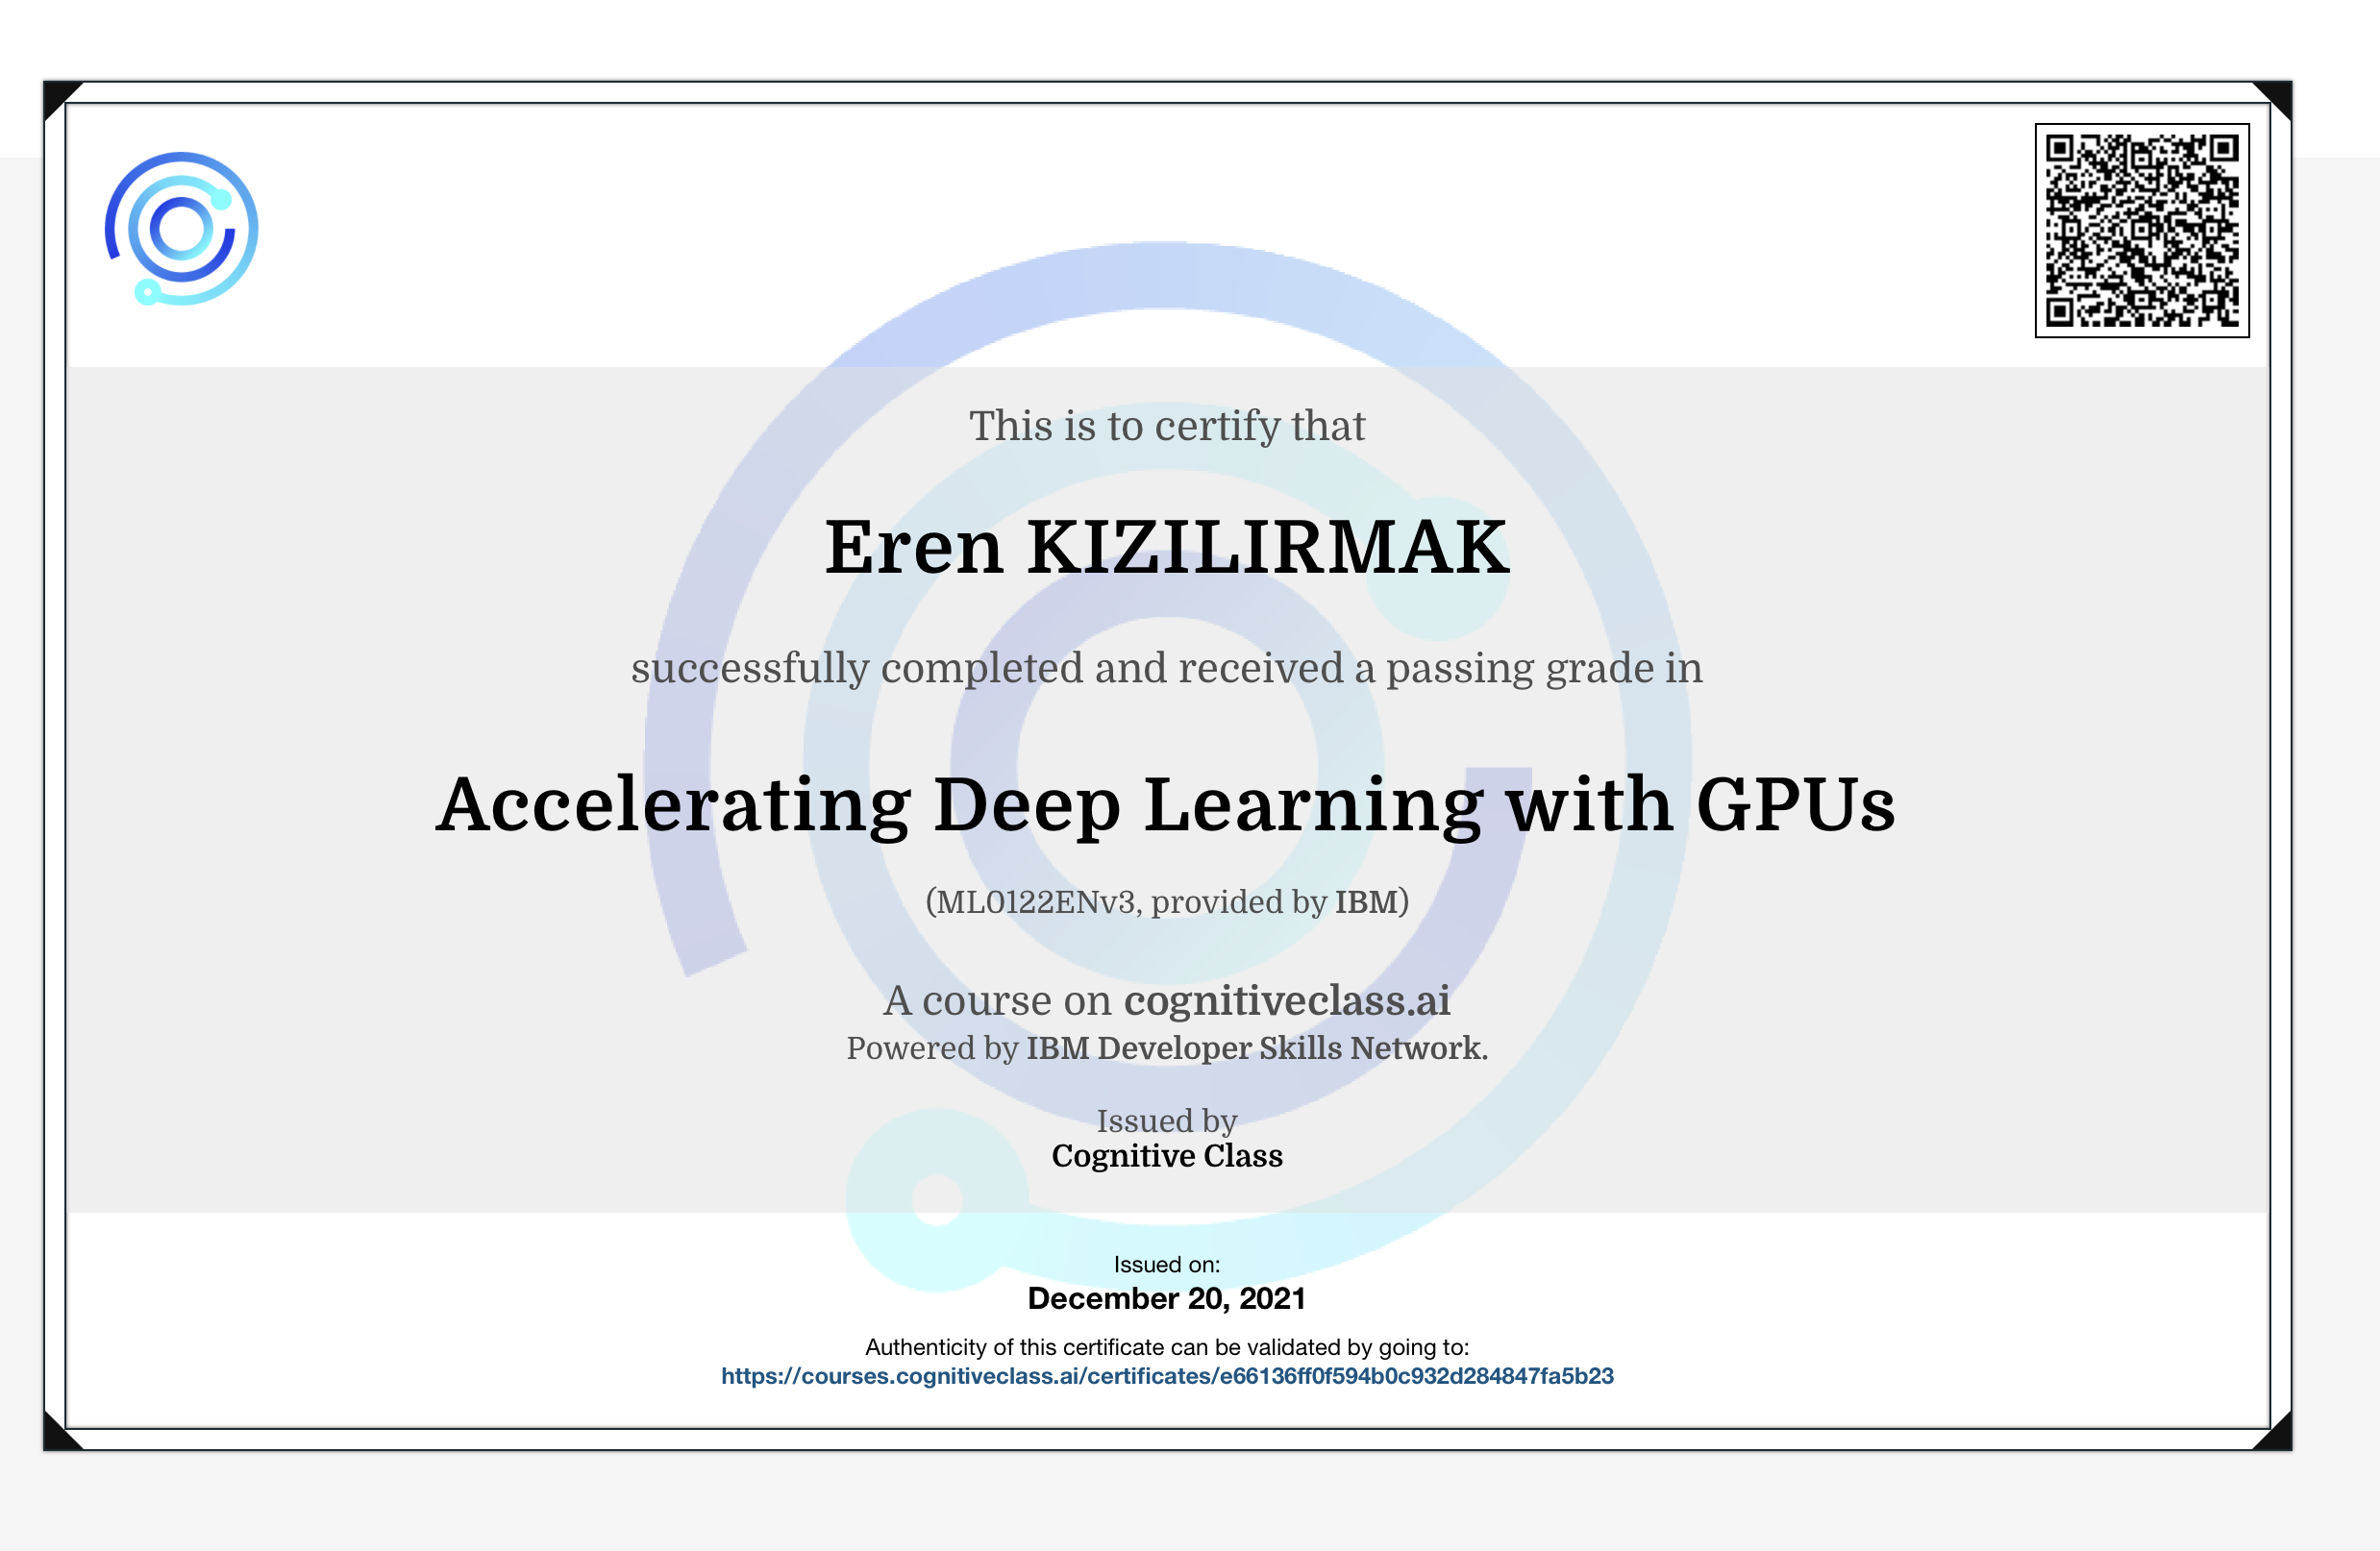 This is to certify that
Eren KIZILIRMAK
successfully completed and received a passing grade in
Accelerating Deep Learning with GPUs
(ML0122ENv3, provided by IBM)
A course on cognitiveclass.ai
Powered by IBM Developer Skills Network.
Issued by
Cognitive Class
Issued on:
December 20, 2021
Authenticity of this certificate can be validated by going to:
https://courses.cognitiveclass.ai/certificates/e66136ff0f594b0c932d284847fa5b23